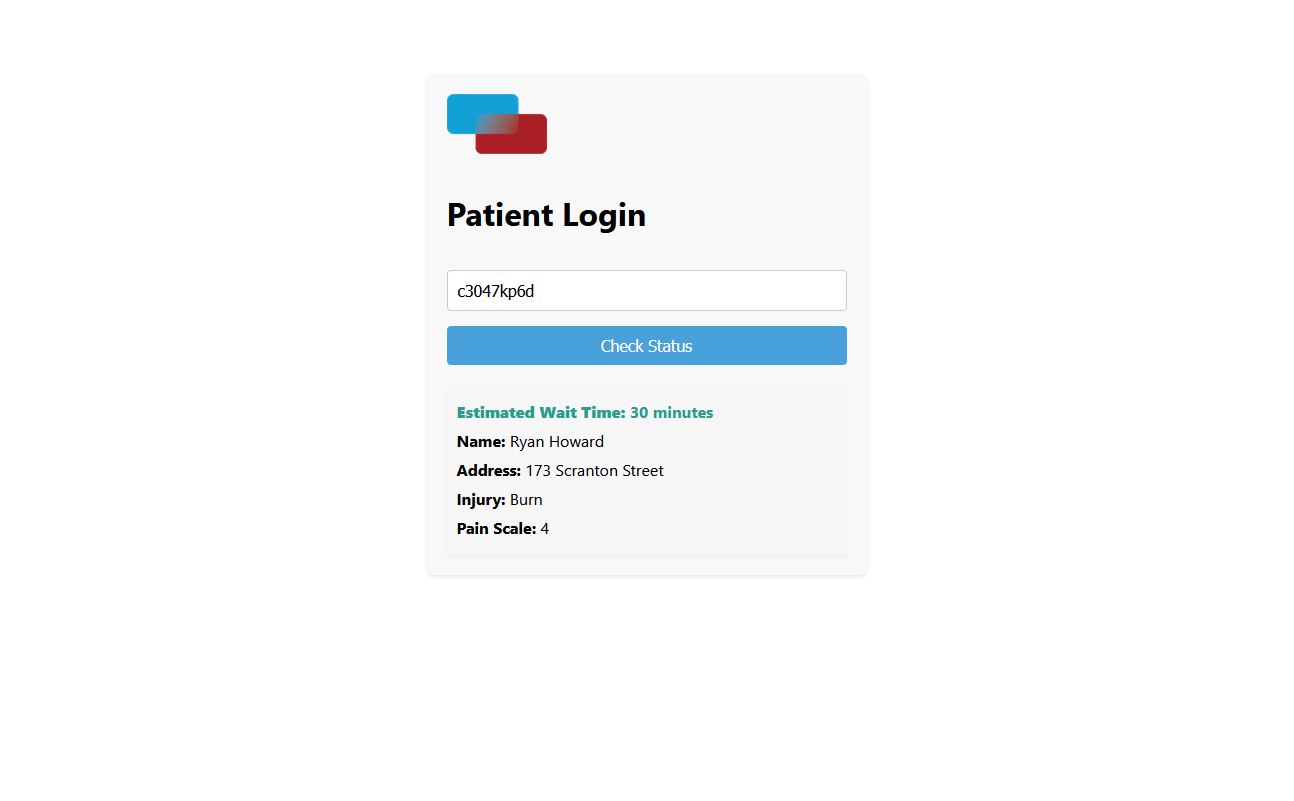 Patient Login
c3047kp6d
Check Status
Estimated Wait Time: 30 minutes
Name: Ryan Howard
Address: 173 Scranton Street
Injury: Burn
Pain Scale: 4